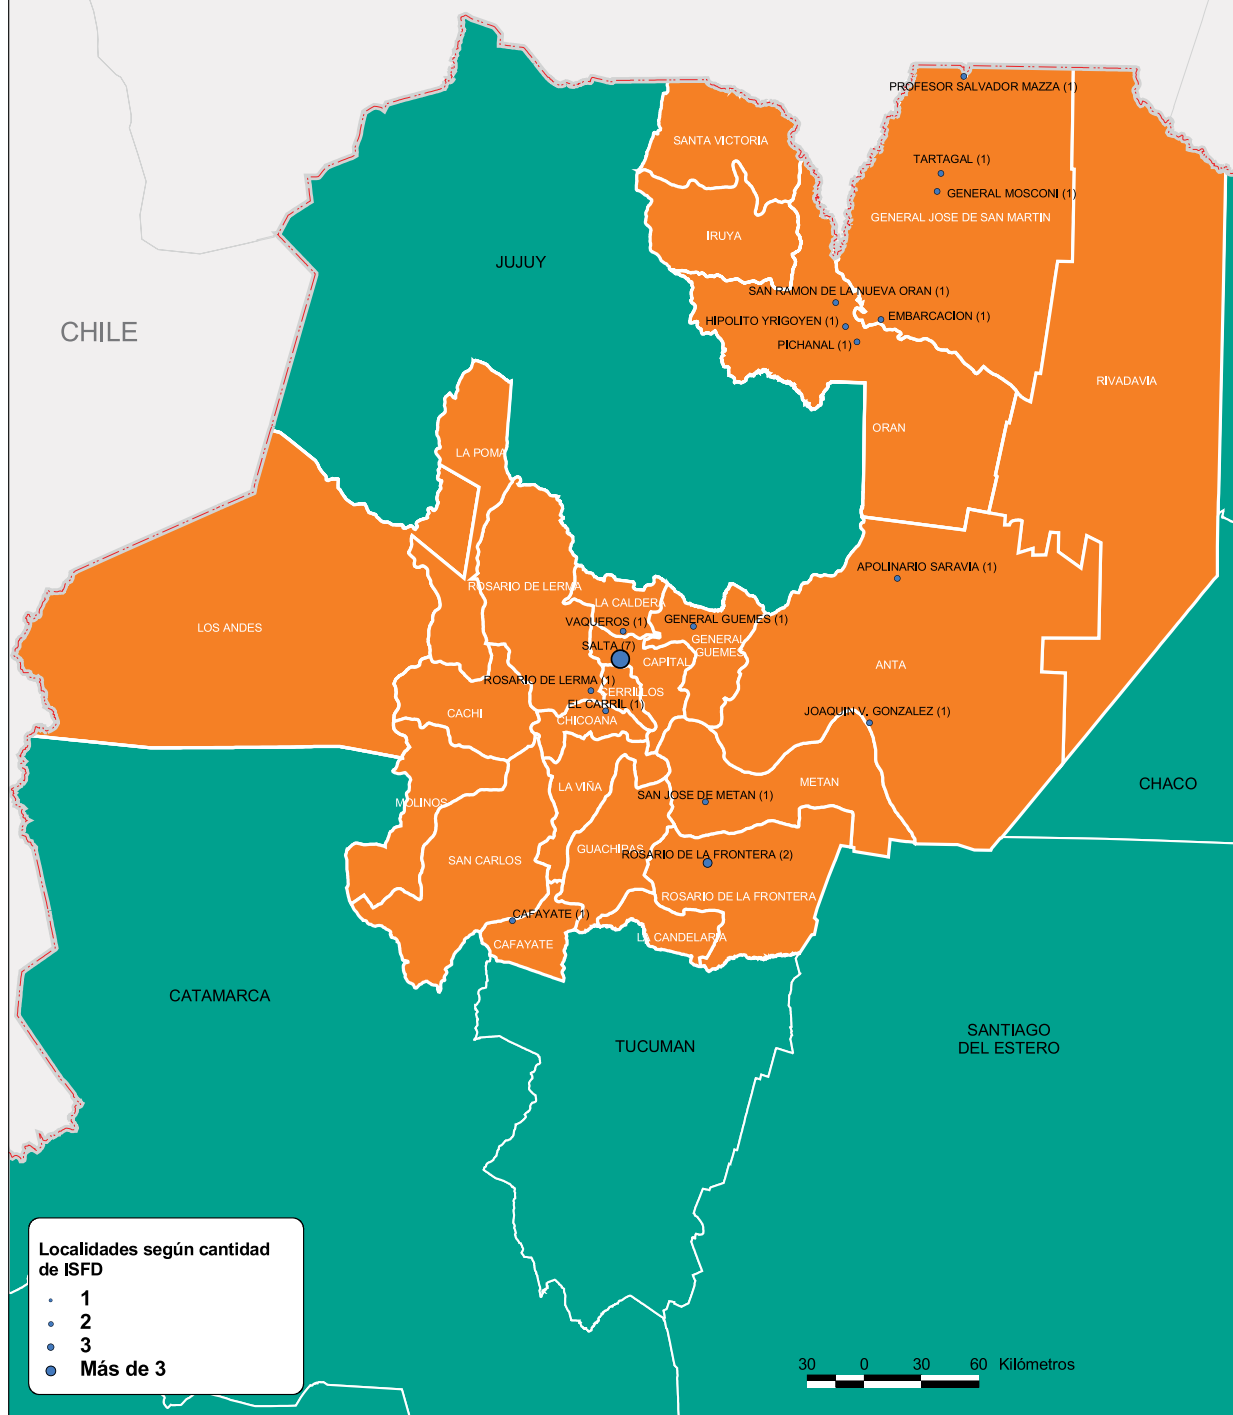 PROFESOR SALVADOR MAZZA (1)
SANTA VICTORIA
TARTAGAL (1)
GENERAL MOSCONI (1)
GENERAL JOSE DE SAN MARTIN
IRUYA
JUJUY
SAN RAMON DE LA NUEVA ORAN (1)
EMBARCACION (1)
HIPOLITO YRIGOYEN (1)
CHILE
PICHANAL (1)
RIVADAVIA
ORAN
LA POMA
APOLINARIO SARAVIA (1)
ROSARIO DE LERMA
LA CALDERA
VAQUEROS (1)
GENERAL GUEMES (1)
LOS ANDES
GENERAL
GUEMES
SALTA (7)
CAPITAL
ANTA
ROSARIO DE LERMA (1)
CERRILLOS
EL CARRIL (1)
CACHI
CHICOANA
JOAQUIN V. GONZALEZ (1)
METAN
CHACO
LA VIÑA
SAN JOSE DE METAN (1)
MOLINOS
GUACHIPAS
ROSARIO DE LA FRONTERA (2)
SAN CARLOS
ROSARIO DE LA FRONTERA
CAFAYATE (1)
LA CANDELARIA
CAFAYATE
CATAMARCA
SANTIAGO
DEL ESTERO
TUCUMAN
Localidades según cantidad
de ISFD
1
2
3
Más de 3
30 0 30 60 Kilómetros